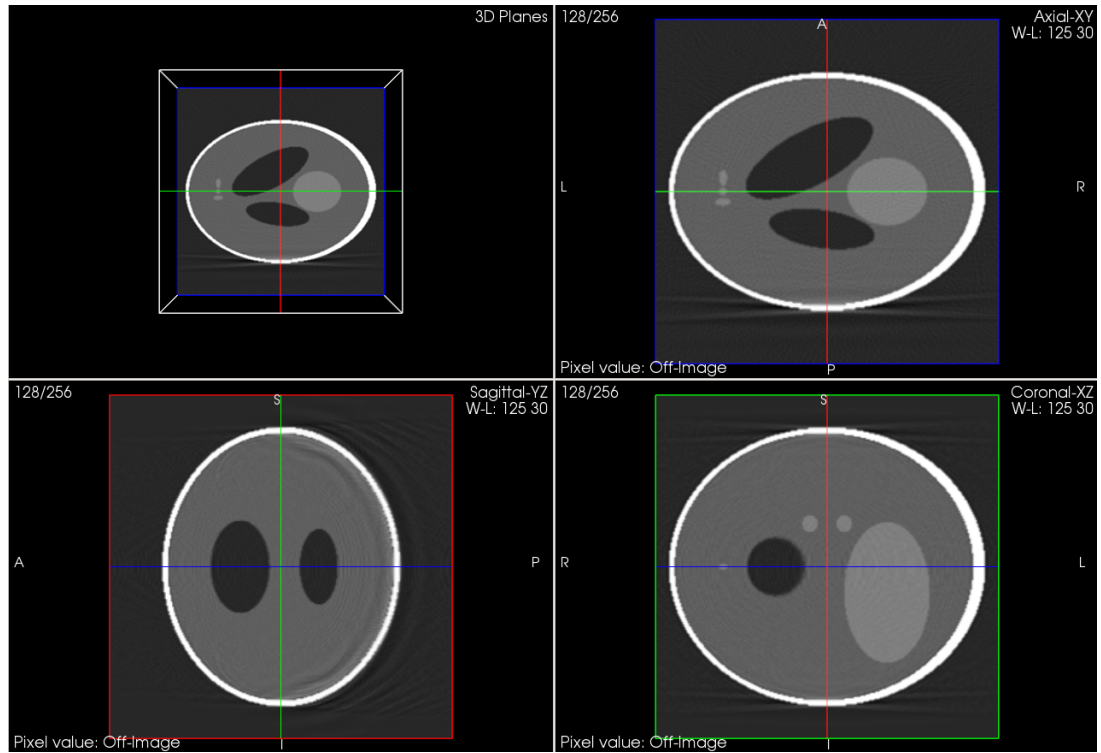 3D Planes
128/256
Axial-XY
W-L: 125 30
A
L
R
Pixel value: Off-Image
P
128/256
Sagittal-YZ
W-L: 125 30
S
A
P
Pixel value: Off-Image
I
128/256
Coronal-XZ
W-L: 125 30
S
R
L
Pixel value: Off-Image
I